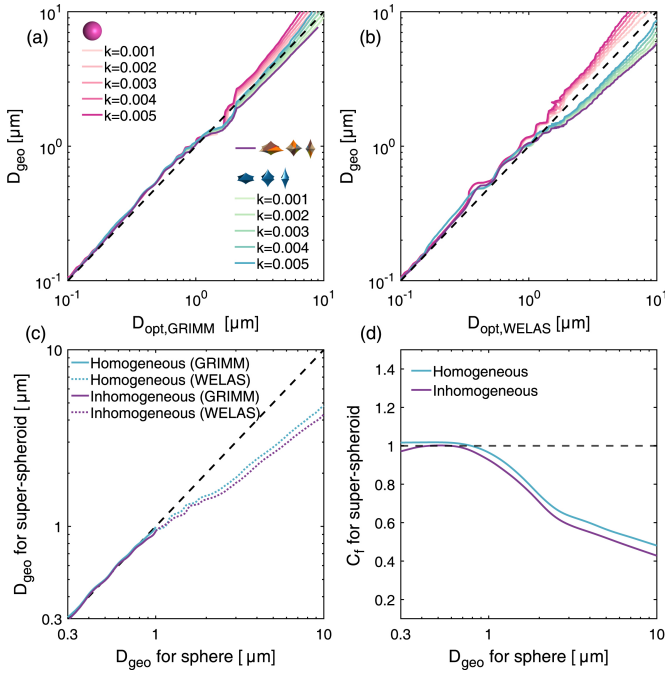 (a)
k=0.001
k=0.002
k=0.003
k=0.004
k=0.005
k=0.001
k=0.002
k=0.003
k=0.004
k=0.005
D_geo [µm]
10^1
10^0
10^-1
10^-1
10^0
10^1
D_opt,GRIMM [µm]
(b)
D_geo [µm]
10^1
10^0
10^-1
10^-1
10^0
10^1
D_opt,WELAS [µm]
(c)
Homogeneous (GRIMM)
Homogeneous (WELAS)
Inhomogeneous (GRIMM)
Inhomogeneous (WELAS)
D_geo for super-spheroid [µm]
10
1
0.3
0.3
1
10
D_geo for sphere [µm]
(d)
Homogeneous
Inhomogeneous
C_f for super-spheroid
1.4
1.2
1
0.8
0.6
0.4
0.2
0.3
1
10
D_geo for sphere [µm]